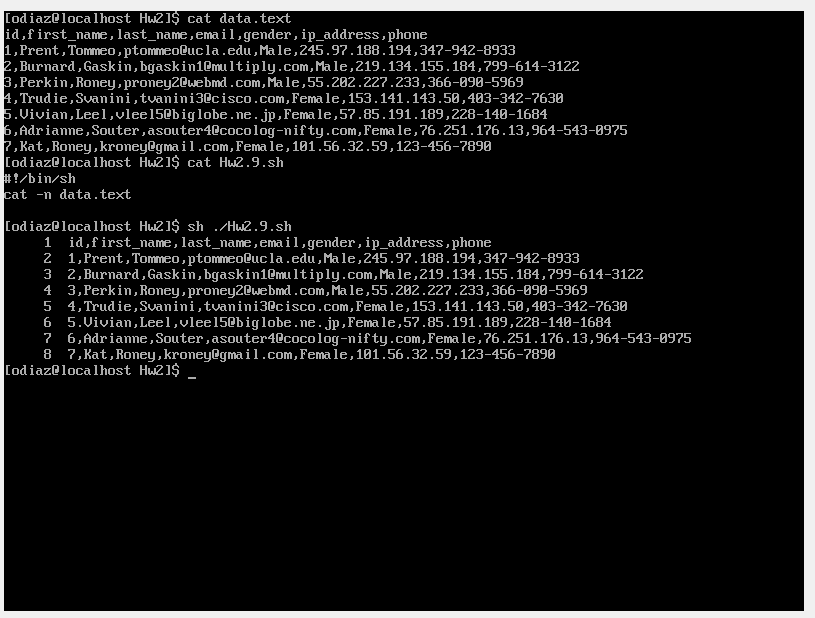 [odiaz@localhost Hw2]$ cat data.text
id,first_name,last_name,email,gender,ip_address,phone
1,Prent,Tommeo,ptommeo@ucla.edu,Male,245.97.188.194,347-942-8933
2,Burnard,Gaskin,bgaskin1@multiply.com,Male,219.134.155.184,799-614-3122
3,Perkin,Roney,proney2@webmd.com,Male,55.202.227.233,366-090-5969
4,Trudie,Svanini,tvanini3@cisco.com,Female,153.141.143.50,403-342-7630
5.Vivian,Leel,vleel5@biglobe.ne.jp,Female,57.85.191.189,228-140-1684
6,Adrianne,Souter,asouter4@cocolog-nifty.com,Female,76.251.176.13,964-543-0975
7,Kat,Roney,kroney@gmail.com,Female,101.56.32.59,123-456-7890
[odiaz@localhost Hw2]$ cat Hw2.9.sh
#!/bin/sh
cat -n data.text
[odiaz@localhost Hw2]$ sh ./Hw2.9.sh
1 id,first_name,last_name,email,gender,ip_address,phone
2 1,Prent,Tommeo,ptommeo@ucla.edu,Male,245.97.188.194,347-942-8933
3 2,Burnard,Gaskin,bgaskin1@multiply.com,Male,219.134.155.184,799-614-3122
4 3,Perkin,Roney,proney2@webmd.com,Male,55.202.227.233,366-090-5969
5 4,Trudie,Svanini,tvanini3@cisco.com,Female,153.141.143.50,403-342-7630
6 5.Vivian,Leel,vleel5@biglobe.ne.jp,Female,57.85.191.189,228-140-1684
7 6,Adrianne,Souter,asouter4@cocolog-nifty.com,Female,76.251.176.13,964-543-0975
8 7,Kat,Roney,kroney@gmail.com,Female,101.56.32.59,123-456-7890
[odiaz@localhost Hw2]$ _